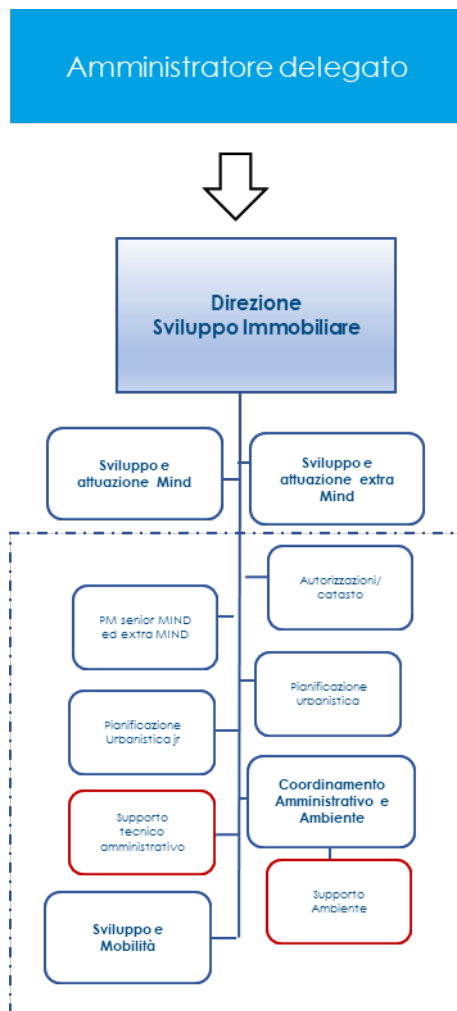 Amministratore delegato
Direzione
Sviluppo Immobiliare
Sviluppo e
attuazione Mind
Sviluppo e
attuazione extra
Mind
Autorizzazioni/
catasto
PM senior MIND
ed extra MIND
Pianificazione
urbanistica
Pianificazione
Urbanistica jr
Coordinamento
Amministrativo e
Ambiente
Supporto
tecnico
amministrativo
Supporto
Ambiente
Sviluppo e
Mobilità